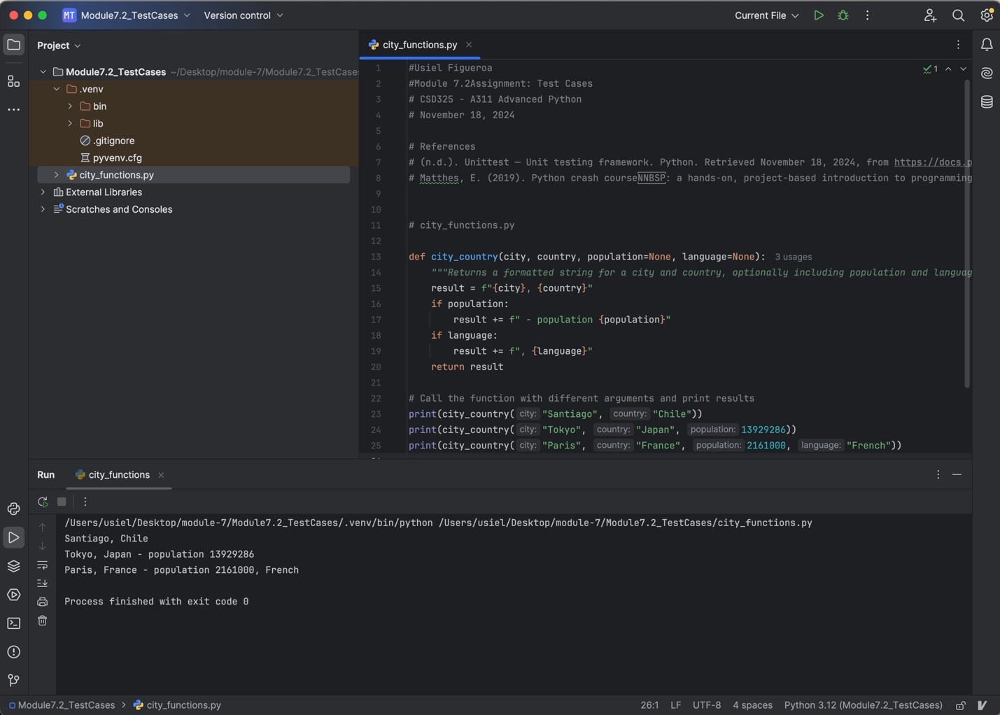 MT Module7.2_TestCases Version control Current File
Project
city_functions.py
Module7.2_TestCases ~/Desktop/module-7/Module7.2_TestCases
.venv
bin
lib
.gitignore
pyvenv.cfg
city_functions.py
External Libraries
Scratches and Consoles
1
1 #Usiel Figueroa
2 #Module 7.2Assignment: Test Cases
3 # CSD325 - A311 Advanced Python
4 # November 18, 2024
5
6 # References
7 # (n.d.). Unittest — Unit testing framework. Python. Retrieved November 18, 2024, from https://docs.p
8 # Matthes, E. (2019). Python crash courseNNBSP: a hands-on, project-based introduction to programming
9
10
11 # city_functions.py
12
13 def city_country(city, country, population=None, language=None): 3 usages
14 """Returns a formatted string for a city and country, optionally including population and languag
15 result = f"{city}, {country}"
16 if population:
17 result += f" - population {population}"
18 if language:
19 result += f", {language}"
20 return result
21
22 # Call the function with different arguments and print results
23 print(city_country( city: "Santiago", country: "Chile"))
24 print(city_country( city: "Tokyo", country: "Japan", population: 13929286))
25 print(city_country( city: "Paris", country: "France", population: 2161000, language: "French"))
Run city_functions
/Users/usiel/Desktop/module-7/Module7.2_TestCases/.venv/bin/python /Users/usiel/Desktop/module-7/Module7.2_TestCases/city_functions.py
Santiago, Chile
Tokyo, Japan - population 13929286
Paris, France - population 2161000, French
Process finished with exit code 0
Module7.2_TestCases > city_functions.py 26:1 LF UTF-8 4 spaces Python 3.12 (Module7.2_TestCases)